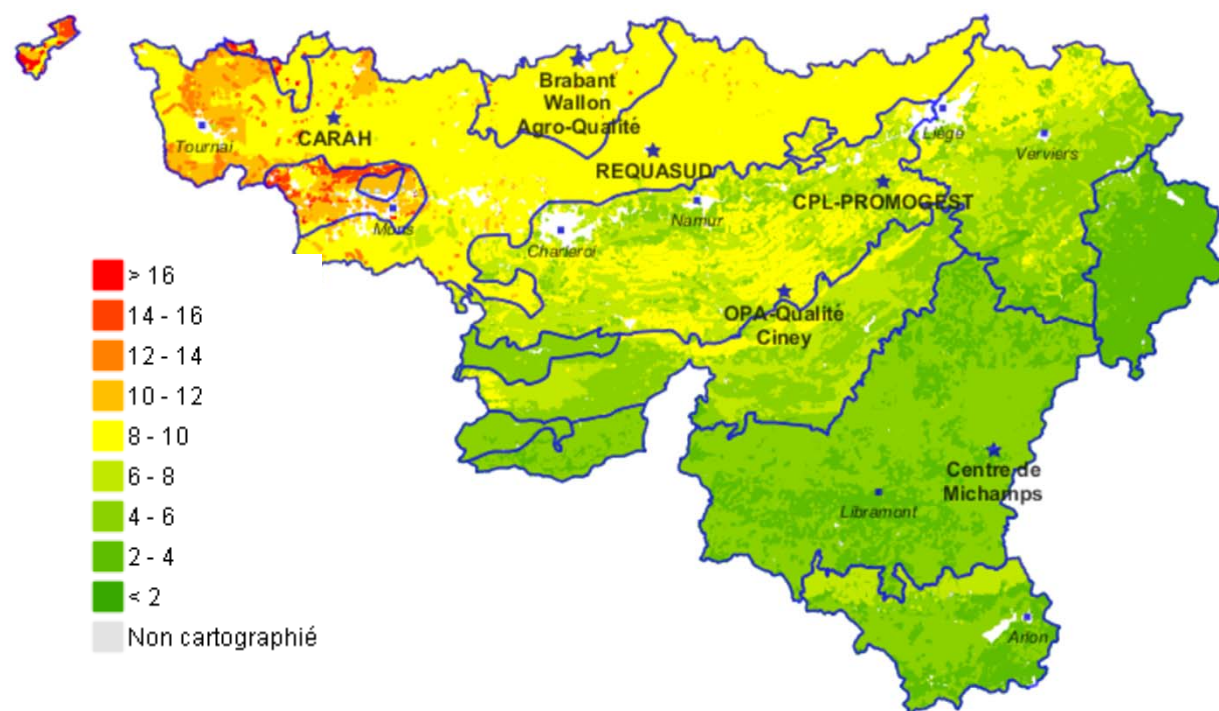 Brabant
Wallon
Agro-Qualité
CARAH
Tournai
REQUASUD
Liège
Verviers
CPL-PROMOGEST
Namur
Mons
Charleroi
OPA-Qualité
Ciney
Centre de
Michamps
Libramont
Arlon
> 16
14 - 16
12 - 14
10 - 12
8 - 10
6 - 8
4 - 6
2 - 4
< 2
Non cartographié